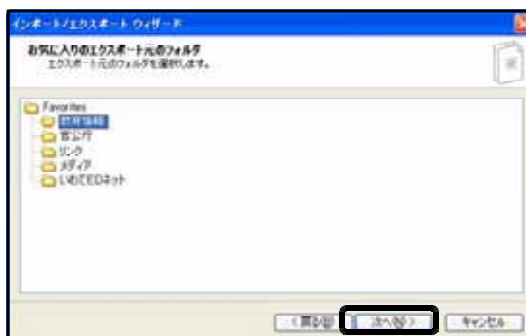 インポート/エクスポート ウィザード
お気に入りのエクスポート元のフォルダ
エクスポート元のフォルダを選択します。
Favorites
官公庁
リンク
メディア
いわてEDネット
< 戻る(B)
次へ(N) >
キャンセル